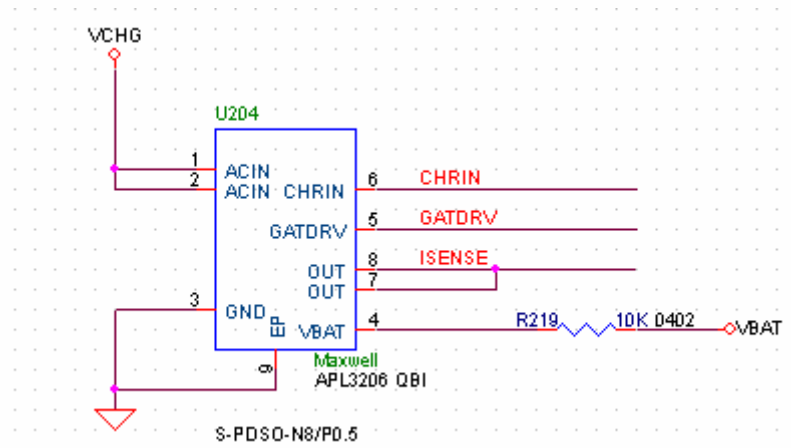 VCHG
U204
1 ACIN
2 ACIN CHRIN 6 CHRIN
GATDRV 5 GATDRV
OUT 8 ISENSE
OUT 7
3 GND
EP VBAT 4 R219 10K 0402 VBAT
9
Maxwell
APL3206 QBI
S-PDSO-N8/P0.5